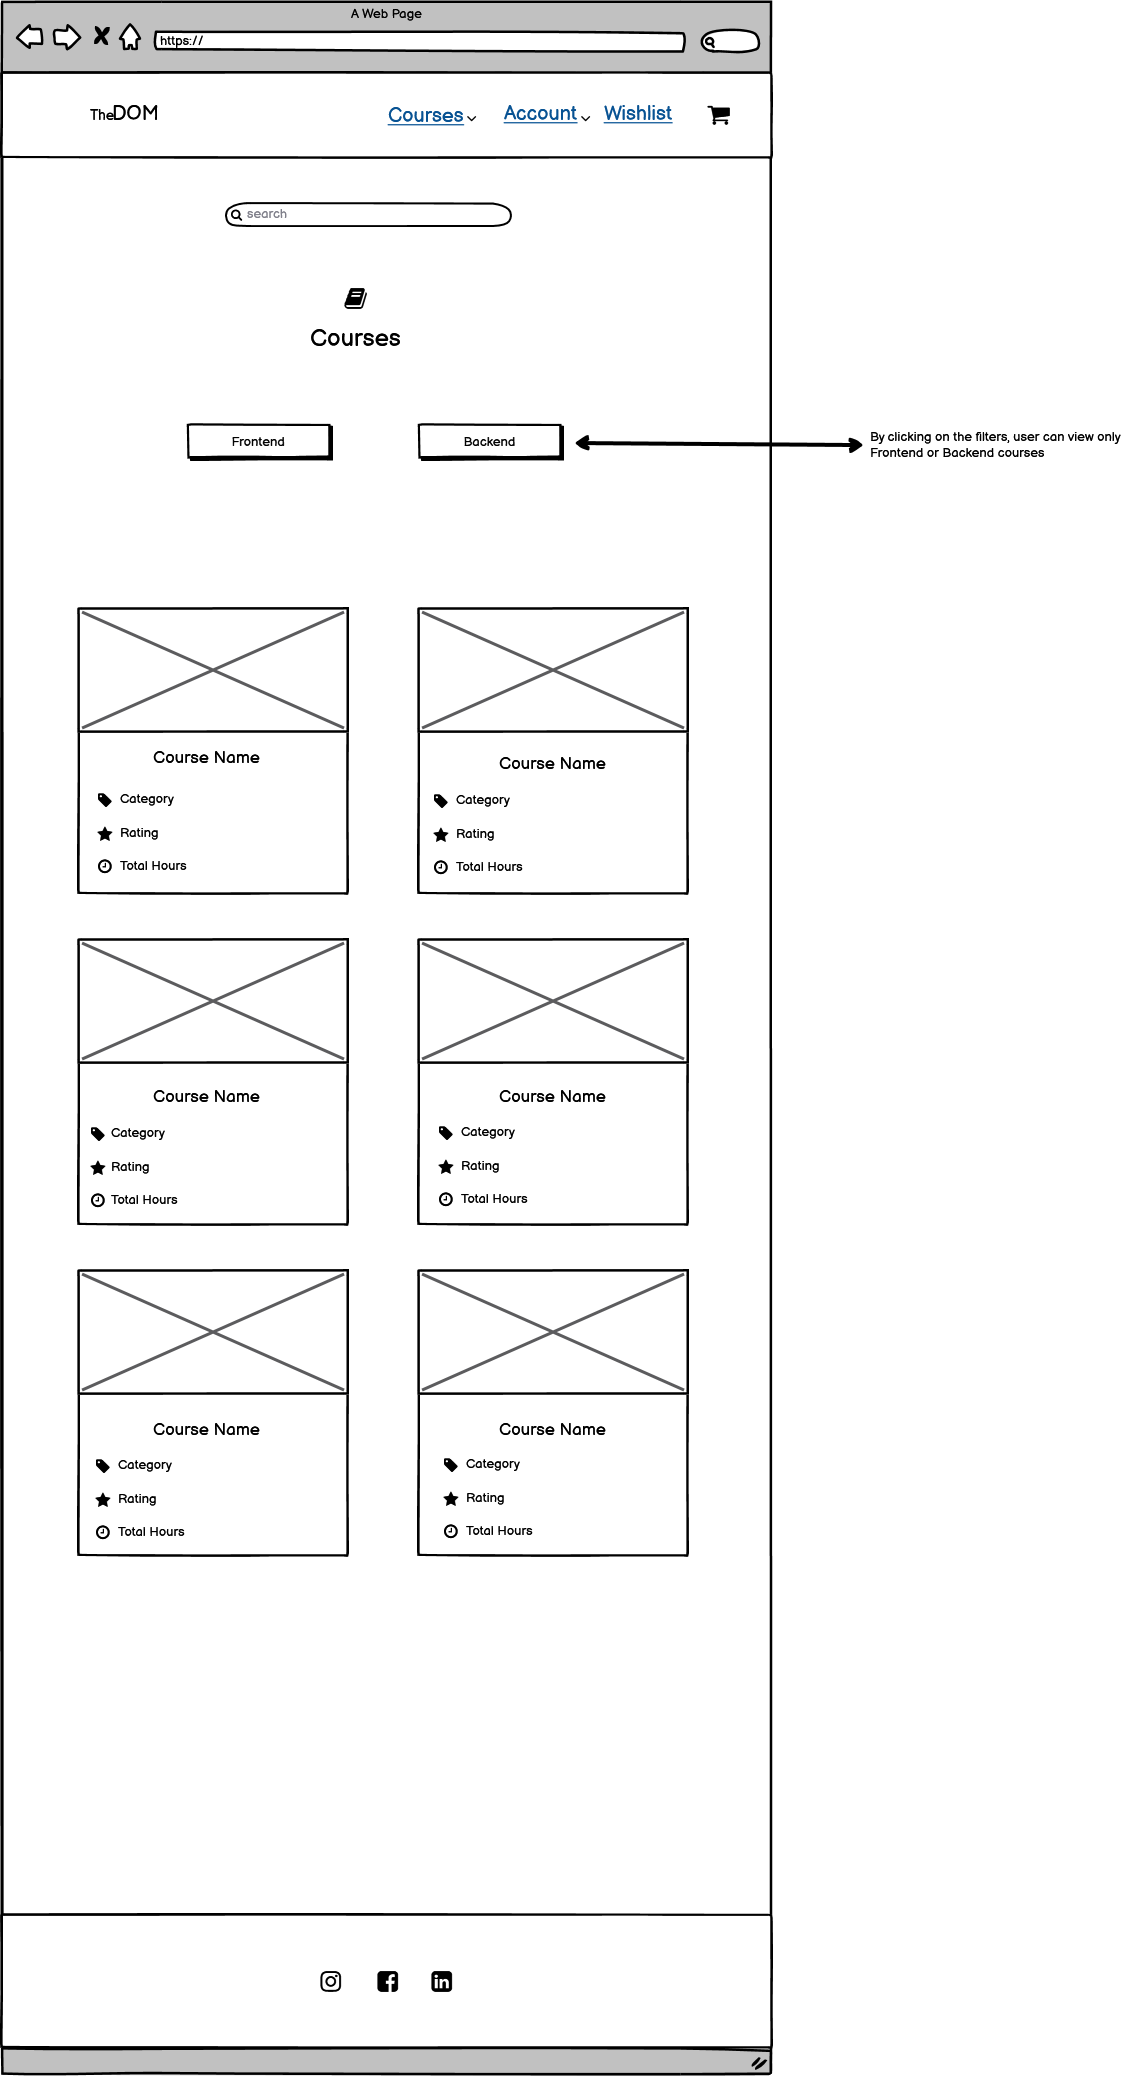 A Web Page
https://
TheDOM
Courses
Account
Wishlist
search
Courses
Frontend
Backend
By clicking on the filters, user can view only
Frontend or Backend courses
Course Name
Category
Rating
Total Hours
Course Name
Category
Rating
Total Hours
Course Name
Category
Rating
Total Hours
Course Name
Category
Rating
Total Hours
Course Name
Category
Rating
Total Hours
Course Name
Category
Rating
Total Hours